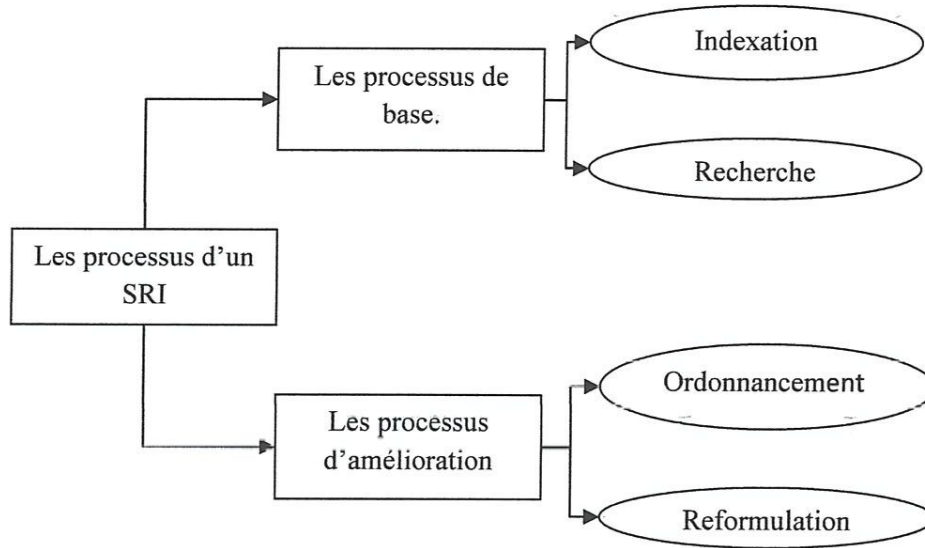 Les processus d’un
SRI
Les processus de
base.
Indexation
Recherche
Les processus
d’amélioration
Ordonnancement
Reformulation